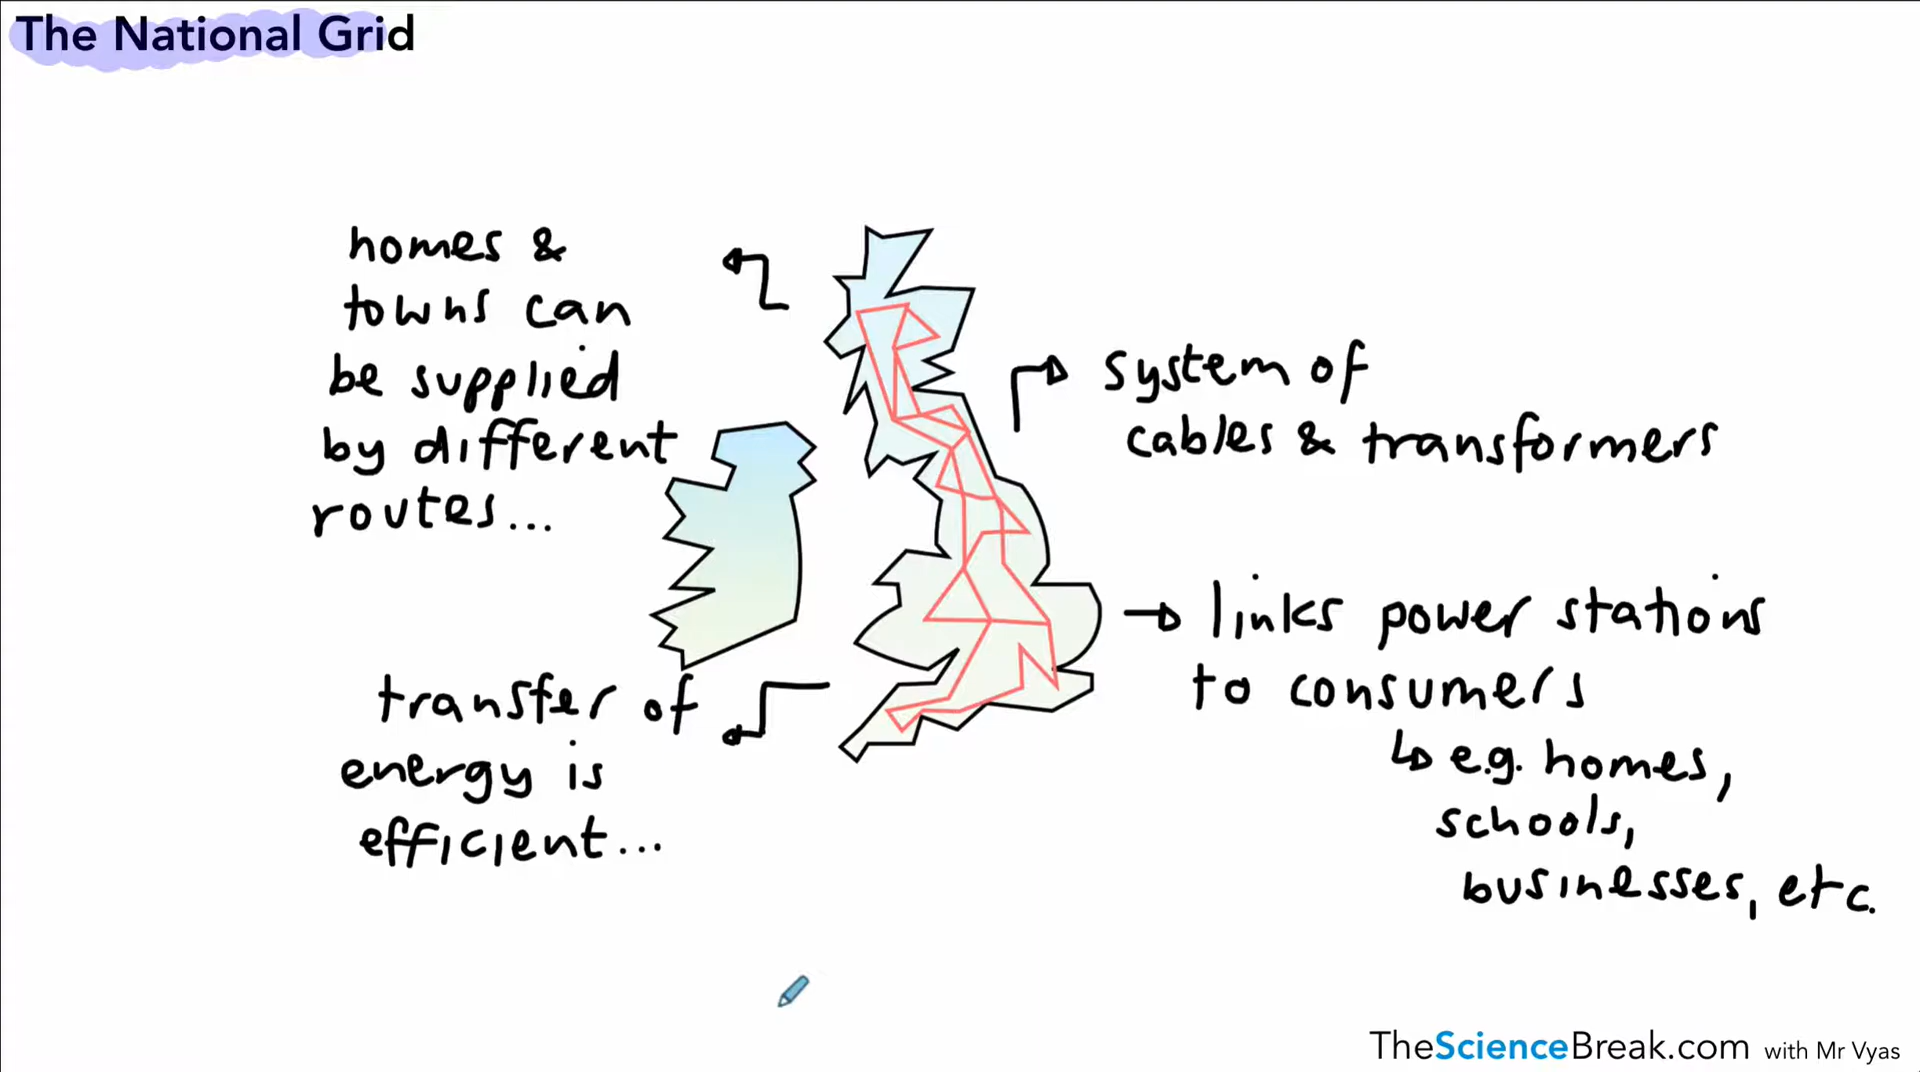 The National Grid
homes &
towns can
be supplied
by different
routes...
system of
cables & transformers
links power stations
to consumers
e.g. homes,
schools,
businesses, etc.
transfer of
energy is
efficient...
TheScienceBreak.com with Mr Vyas